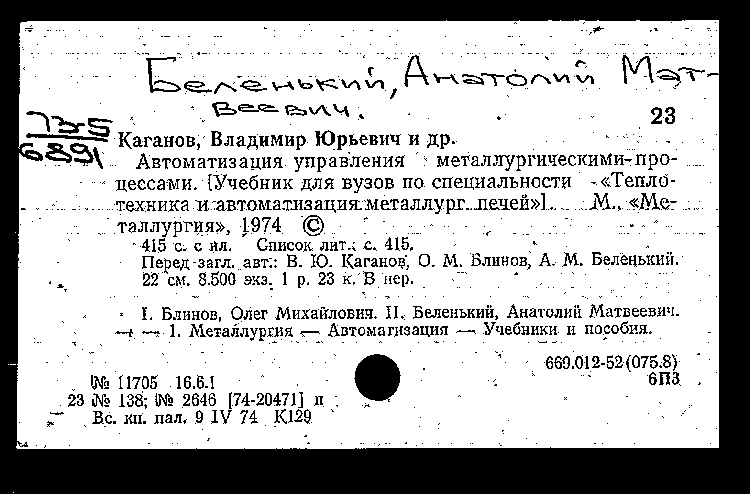 Беленький, Анатолий Мат-
веевич.
23
73-5
6891
Каганов, Владимир Юрьевич и др.
Автоматизация управления металлургическими про-
цессами. [Учебник для вузов по специальности «Тепло-
техника и автоматизация металлург. печей»]. М., «Ме-
таллургия», 1974 ©
415 с. с ил. Список лит.: с. 415.
Перед загл. авт.: В. Ю. Каганов, О. М. Блинов, А. М. Беленький.
22 см. 8.500 экз. 1 р. 23 к. В пер.
I. Блинов, Олег Михайлович. II. Беленький, Анатолий Матвеевич.
— — 1. Металлургия — Автоматизация — Учебники и пособия.
669.012-52(075.8)
6П3
№ 11705 16.6.1
23 № 138; № 2646 [74-20471] п
Вс. кн. пал. 9 IV 74 К129